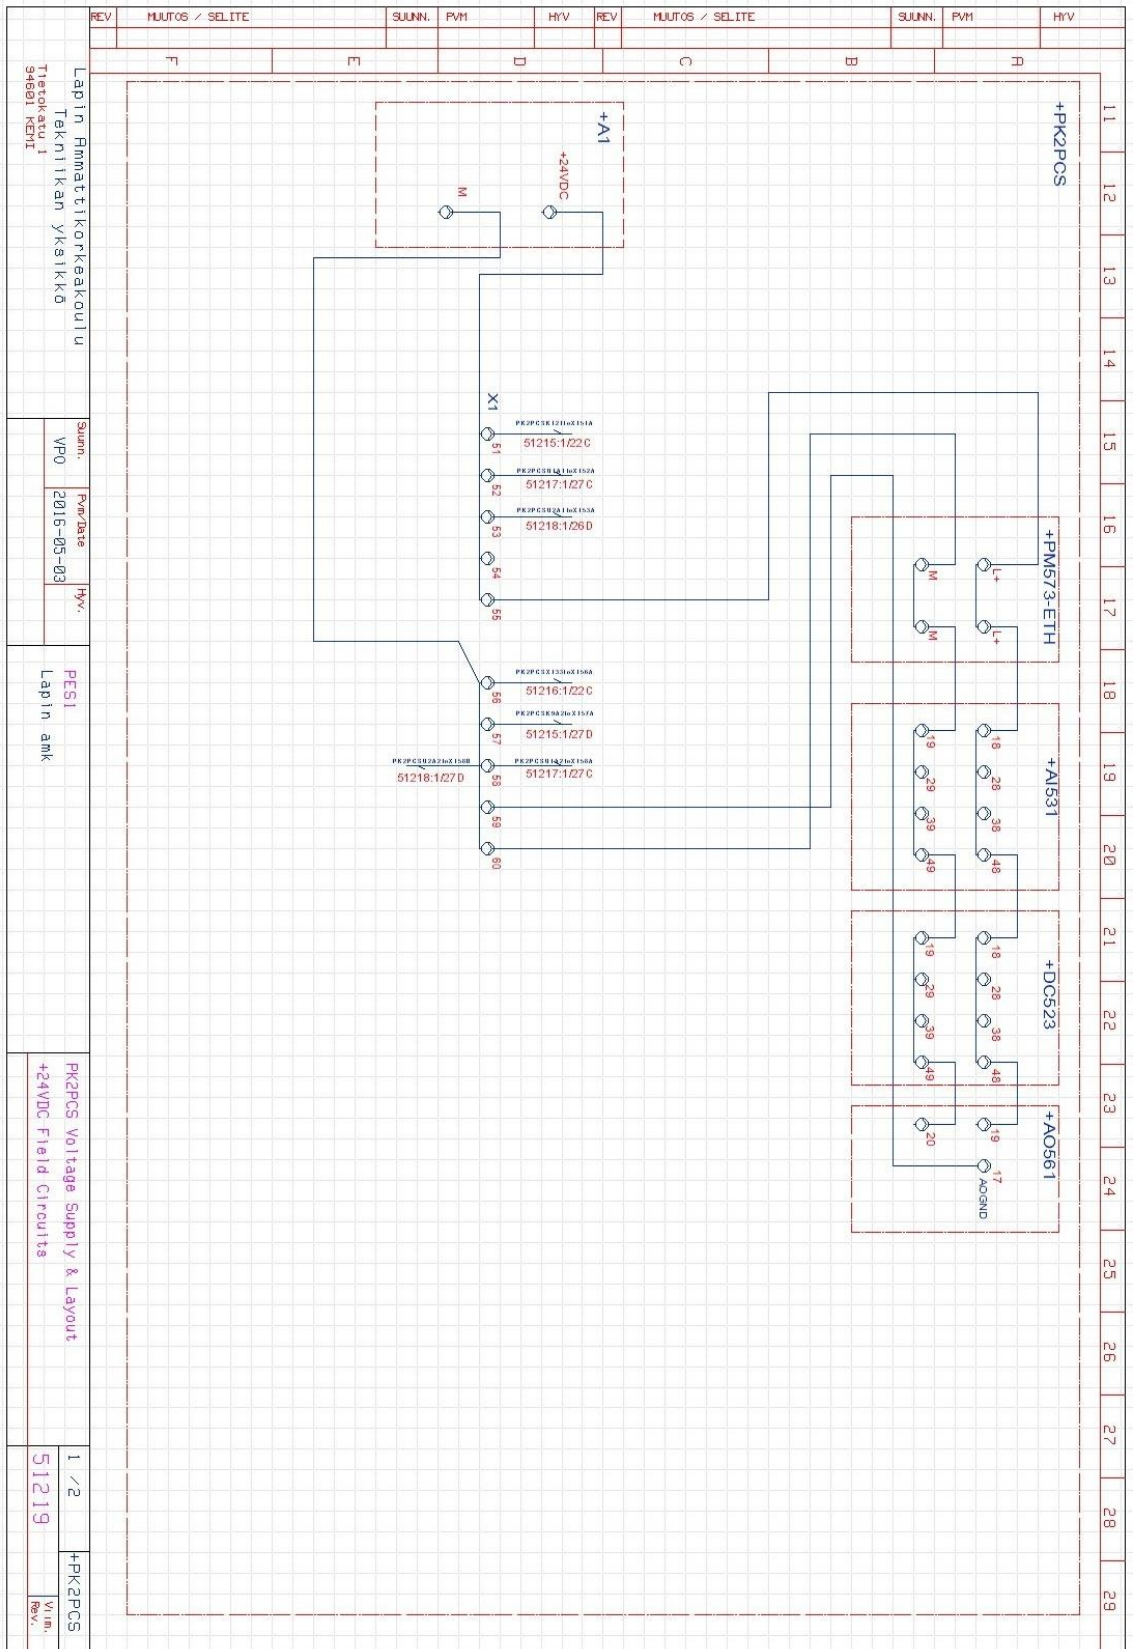 REV
MUUTOS / SELITE
SUUNN.
PVM
HYV
REV
MUUTOS / SELITE
SUUNN.
PVM
HYV
F
E
D
C
B
A
11
12
13
14
15
16
17
18
19
20
21
22
23
24
25
26
27
28
29
+PK2PCS
+A1
+24VDC
M
X1
51
51215:1/22C
52
51217:1/27C
53
51218:1/26D
54
55
56
51216:1/22C
57
51215:1/27D
58
51217:1/27C
51218:1/27D
59
60
+PM573-ETH
L+
L+
M
M
+AI531
18
28
38
48
19
29
39
49
+DC523
18
28
38
48
19
29
39
49
+AO561
19
20
17
AOGND
Lapin Ammattikorkeakoulu
Tekniikan yksikkö
Tietokatu 1
94601 KEMI
Suunn.
VPO
Pvm/Date
2016-05-03
Hyv.
PES1
Lapin amk
PK2PCS Voltage Supply & Layout
+24VDC Field Circuits
1 /2
51219
+PK2PCS
Viim.
Rev.